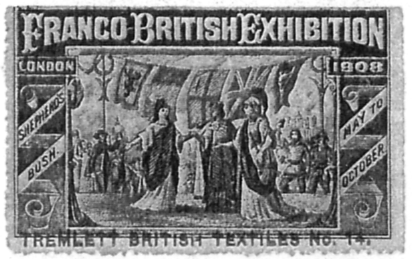 FRANCO-BRITISH EXHIBITION
LONDON 1908
SHEPHERDS
BUSH.
MAY TO
OCTOBER.
TREMLETT BRITISH TEXTILES No. 14.